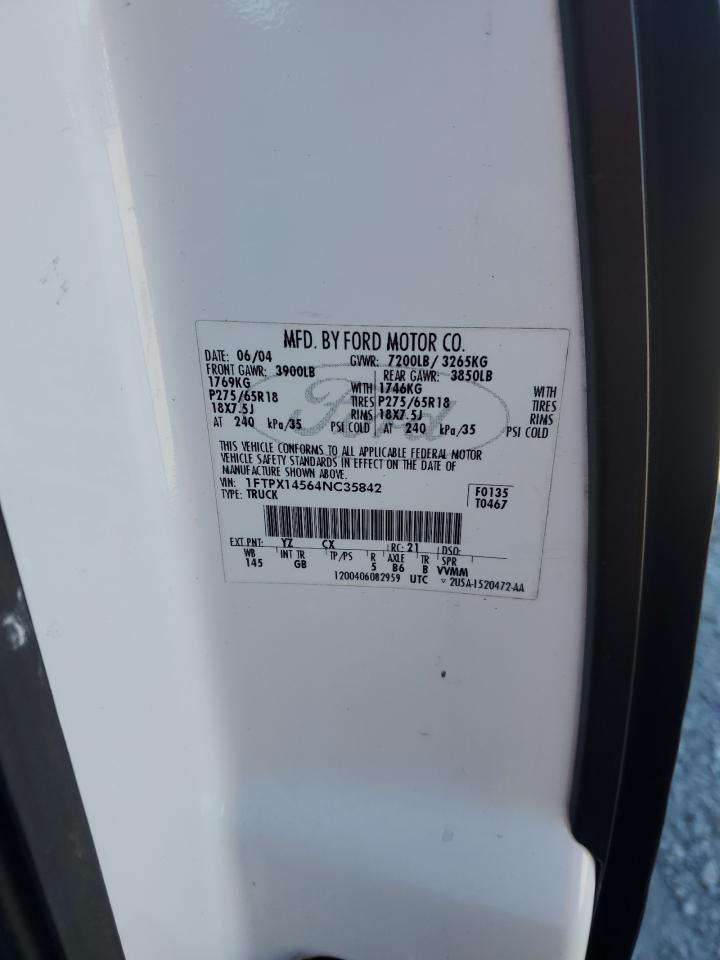 MFD. BY FORD MOTOR CO.
DATE: 06/04 GVWR: 7200LB/ 3265KG
FRONT GAWR: 3900LB REAR GAWR: 3850LB
1769KG WITH 1746KG WITH
P275/65R18 TIRES P275/65R18 TIRES
18X7.5J RIMS 18X7.5J RIMS
AT 240 kPa/35 PSI COLD AT 240 kPa/35 PSI COLD
Ford
THIS VEHICLE CONFORMS TO ALL APPLICABLE FEDERAL MOTOR
VEHICLE SAFETY STANDARDS IN EFFECT ON THE DATE OF
MANUFACTURE SHOWN ABOVE.
VIN: 1FTPX14564NC35842 F0135
TYPE: TRUCK T0467
EXT PNT: YZ CX RC: 21 DSO:
WB INT TR TP/PS R AXLE TR SPR
145 GB 5 B6 B VVMM
1200406082959 UTC ▽ 2U5A-1520472-AA